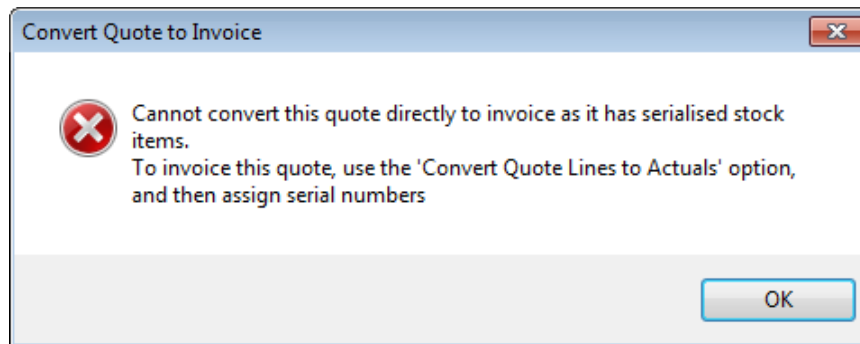 Convert Quote to Invoice
Cannot convert this quote directly to invoice as it has serialised stock
items.
To invoice this quote, use the 'Convert Quote Lines to Actuals' option,
and then assign serial numbers
OK